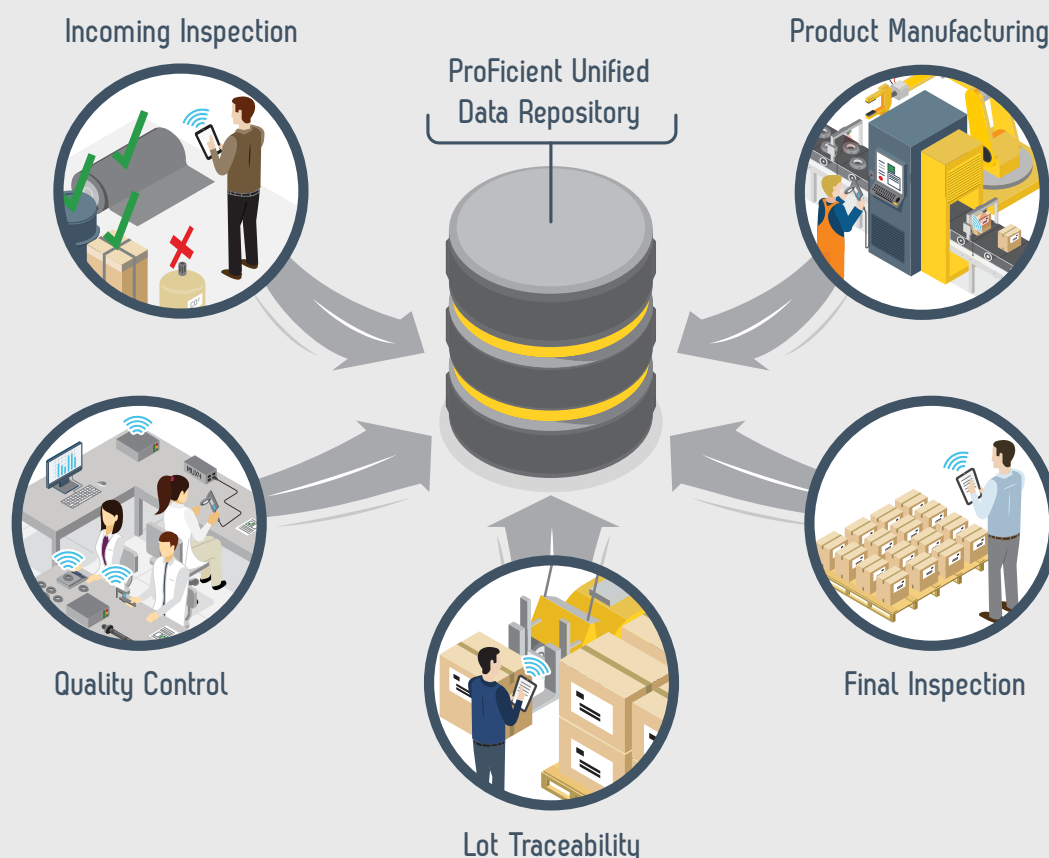 Incoming Inspection
ProFicient Unified
Data Repository
Product Manufacturing
Quality Control
Final Inspection
Lot Traceability